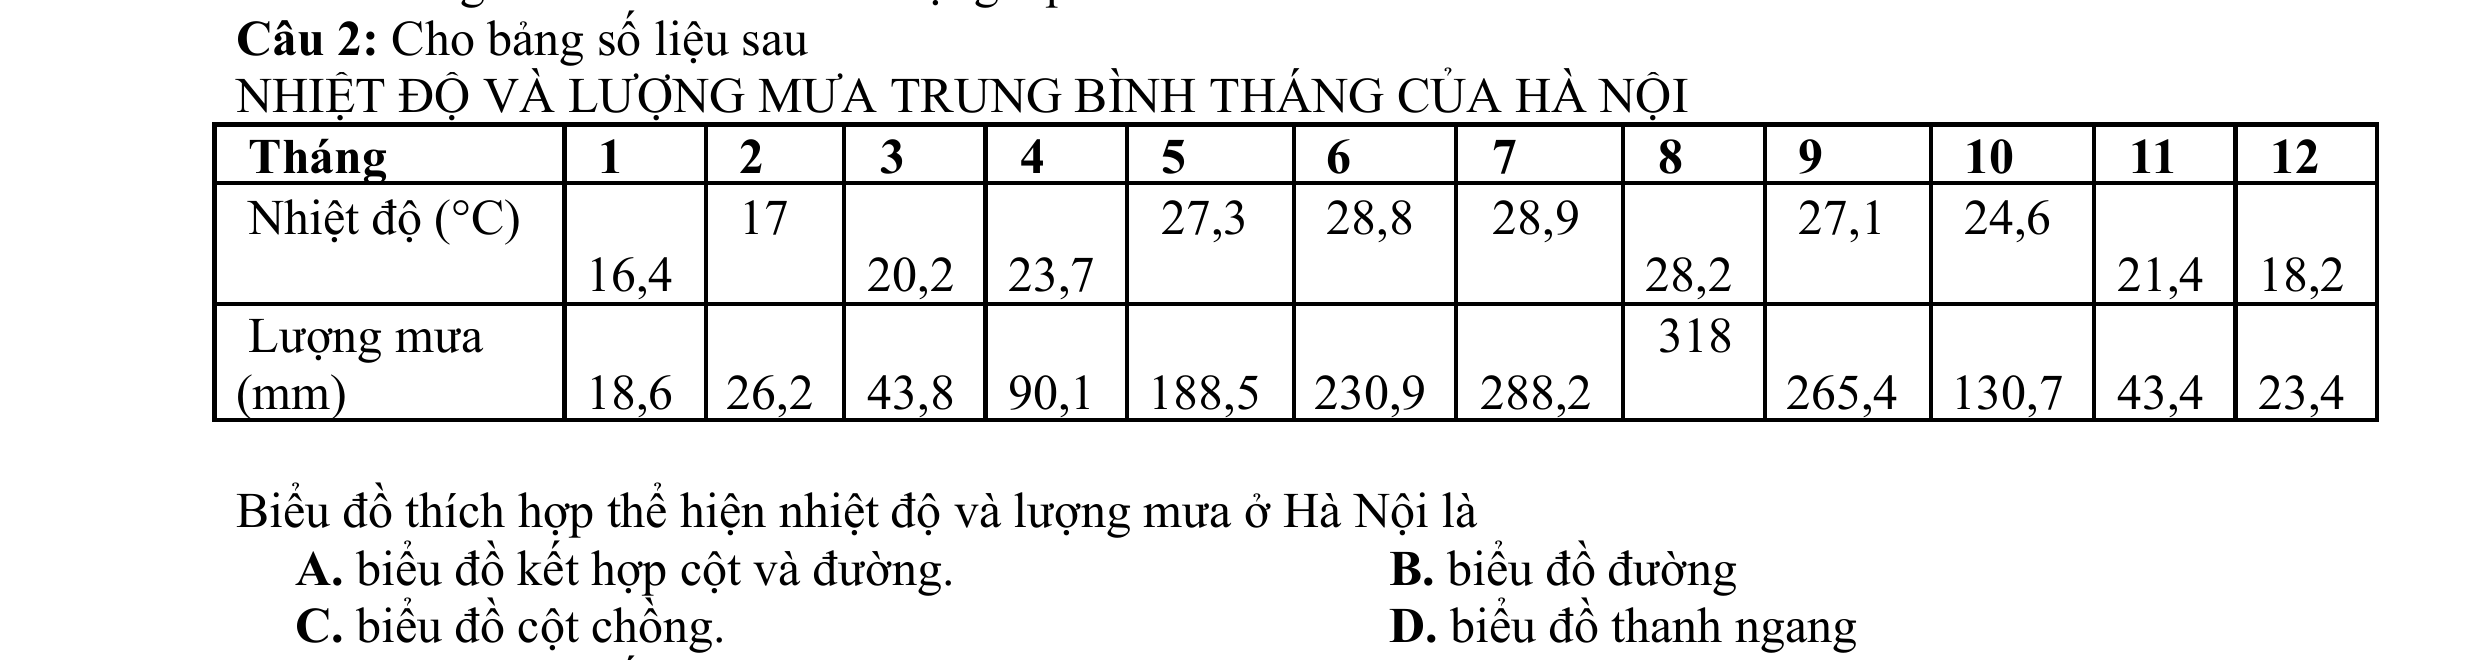 Câu 2: Cho bảng số liệu sau
NHIỆT ĐỘ VÀ LƯỢNG MƯA TRUNG BÌNH THÁNG CỦA HÀ NỘI
Tháng 1 2 3 4 5 6 7 8 9 10 11 12
Nhiệt độ (°C) 16,4 17 20,2 23,7 27,3 28,8 28,9 28,2 27,1 24,6 21,4 18,2
Lượng mưa
(mm) 18,6 26,2 43,8 90,1 188,5 230,9 288,2 318 265,4 130,7 43,4 23,4
Biểu đồ thích hợp thể hiện nhiệt độ và lượng mưa ở Hà Nội là
A. biểu đồ kết hợp cột và đường. B. biểu đồ đường
C. biểu đồ cột chồng. D. biểu đồ thanh ngang